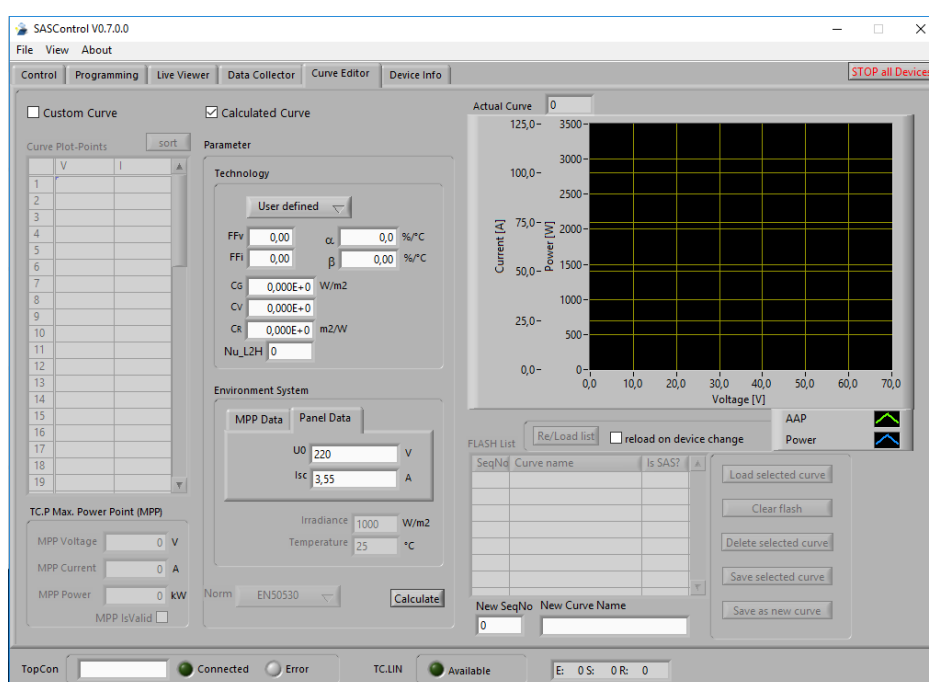 SASControl V0.7.0.0
File View About
Control Programming Live Viewer Data Collector Curve Editor Device Info STOP all Devices
Custom Curve
Calculated Curve
Curve Plot-Points sort
V I
1
2
3
4
5
6
7
8
9
10
11
12
13
14
15
16
17
18
19
TC.P Max. Power Point (MPP)
MPP Voltage 0 V
MPP Current 0 A
MPP Power 0 kW
MPP IsValid
Parameter
Technology
User defined
FFv 0,00 α 0,0 %/°C
FFi 0,00 β 0,00 %/°C
CG 0,000E+0 W/m2
CV 0,000E+0
CR 0,000E+0 m2/W
Nu_L2H 0
Environment System
MPP Data Panel Data
U0 220 V
Isc 3,55 A
Irradiance 1000 W/m2
Temperature 25 °C
Norm EN50530 Calculate
Actual Curve 0
Current [A]
125,0
100,0
75,0
50,0
25,0
0,0
Power [W]
3500
3000
2500
2000
1500
1000
500
0
0,0 10,0 20,0 30,0 40,0 50,0 60,0 70,0
Voltage [V]
AAP
Power
FLASH List Re/Load list reload on device change
SeqNo Curve name Is SAS?
Load selected curve
Clear flash
Delete selected curve
Save selected curve
Save as new curve
New SeqNo New Curve Name
0
TopCon Connected Error TC.LIN Available E: 0 S: 0 R: 0